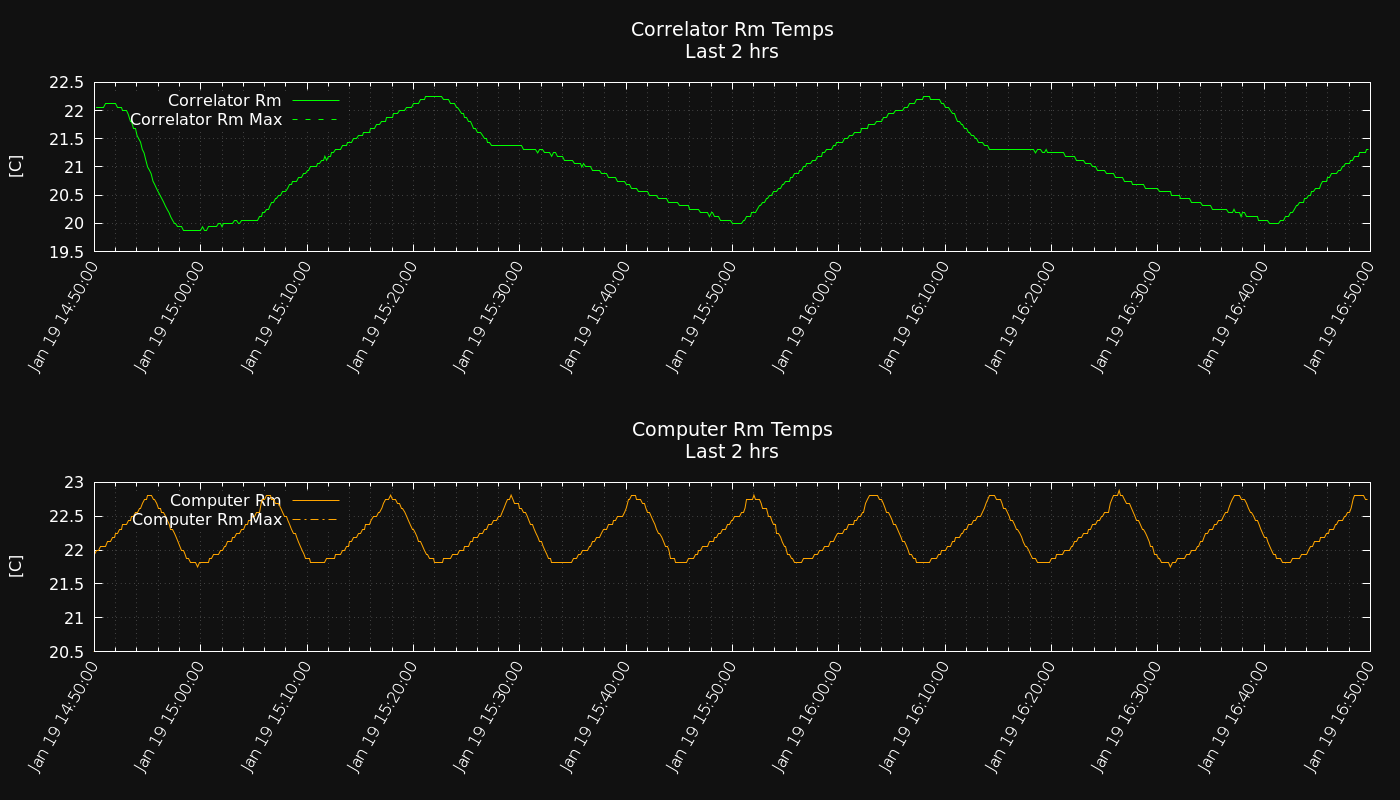 Correlator Rm Temps
Last 2 hrs
22.5
22
21.5
21
20.5
20
19.5
[C]
Correlator Rm
Correlator Rm Max
Jan 19 14:50:00
Jan 19 15:00:00
Jan 19 15:10:00
Jan 19 15:20:00
Jan 19 15:30:00
Jan 19 15:40:00
Jan 19 15:50:00
Jan 19 16:00:00
Jan 19 16:10:00
Jan 19 16:20:00
Jan 19 16:30:00
Jan 19 16:40:00
Jan 19 16:50:00
Computer Rm Temps
Last 2 hrs
23
22.5
22
21.5
21
20.5
[C]
Computer Rm
Computer Rm Max
Jan 19 14:50:00
Jan 19 15:00:00
Jan 19 15:10:00
Jan 19 15:20:00
Jan 19 15:30:00
Jan 19 15:40:00
Jan 19 15:50:00
Jan 19 16:00:00
Jan 19 16:10:00
Jan 19 16:20:00
Jan 19 16:30:00
Jan 19 16:40:00
Jan 19 16:50:00